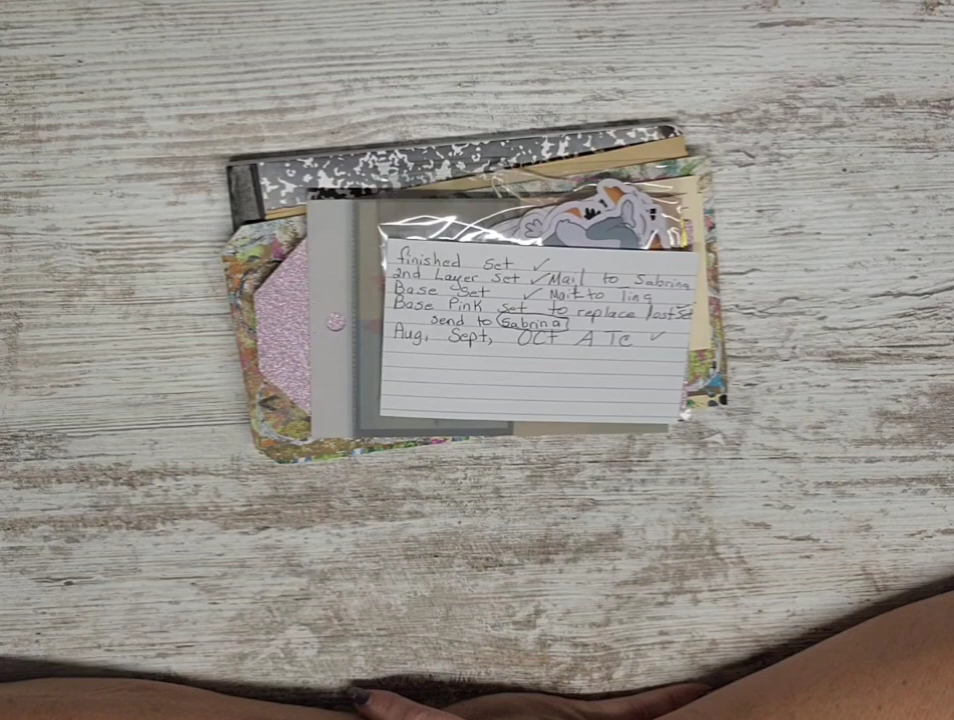 finished set ✓
2nd Layer set ✓ Mail to Sabrina
Base set ✓ Mail to ling
Base Pink set to replace lost set
send to Sabrina
Aug, Sept, OCt A TC ✓